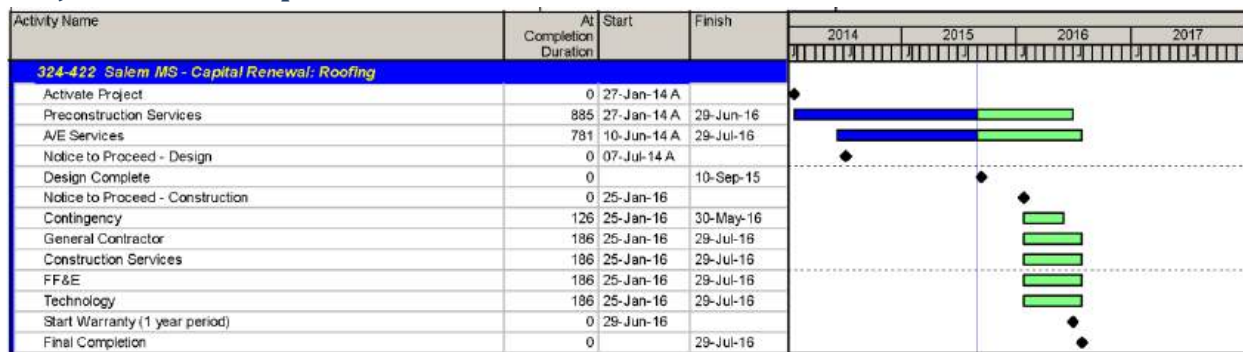 Activity Name At Completion Duration Start Finish
2014 2015 2016 2017
J J J J J J J
324-422 Salem MS - Capital Renewal: Roofing
Activate Project 0 27-Jan-14 A
Preconstruction Services 885 27-Jan-14 A 29-Jun-16
A/E Services 781 10-Jun-14 A 29-Jul-16
Notice to Proceed - Design 0 07-Jul-14 A
Design Complete 0 10-Sep-15
Notice to Proceed - Construction 0 25-Jan-16
Contingency 126 25-Jan-16 30-May-16
General Contractor 186 25-Jan-16 29-Jul-16
Construction Services 186 25-Jan-16 29-Jul-16
FF&E 186 25-Jan-16 29-Jul-16
Technology 186 25-Jan-16 29-Jul-16
Start Warranty (1 year period) 0 29-Jun-16
Final Completion 0 29-Jul-16